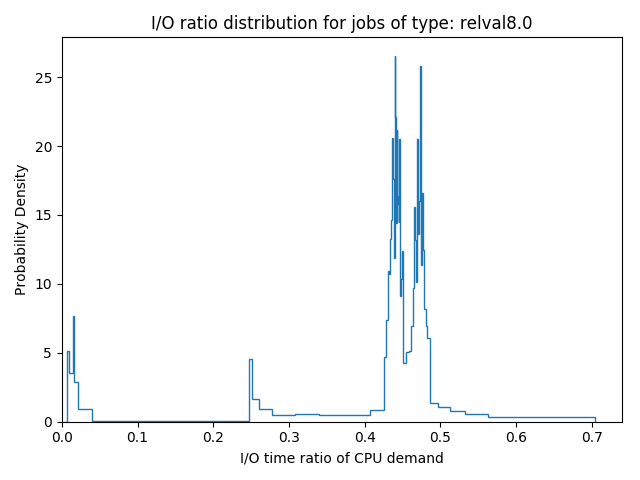 I/O ratio distribution for jobs of type: relval8.0
Probability Density
25
20
15
10
5
0
0.0 0.1 0.2 0.3 0.4 0.5 0.6 0.7
I/O time ratio of CPU demand